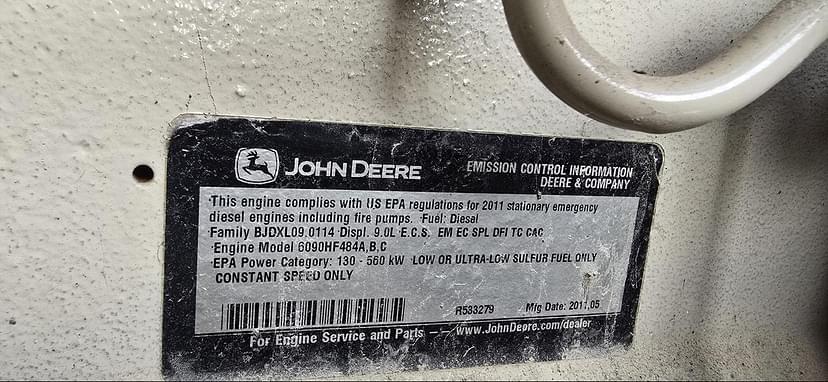 JOHN DEERE
EMISSION CONTROL INFORMATION
DEERE & COMPANY
·This engine complies with US EPA regulations for 2011 stationary emergency
diesel engines including fire pumps. ·Fuel: Diesel
·Family BJDXL09.0114 ·Displ. 9.0L ·E.C.S. EM EC SPL DFI TC CAC
·Engine Model 6090HF484A,B,C
·EPA Power Category: 130 - 560 kW LOW OR ULTRA-LOW SULFUR FUEL ONLY
CONSTANT SPEED ONLY
R533279 Mfg Date: 2011.05
For Engine Service and Parts -- www.JohnDeere.com/dealer